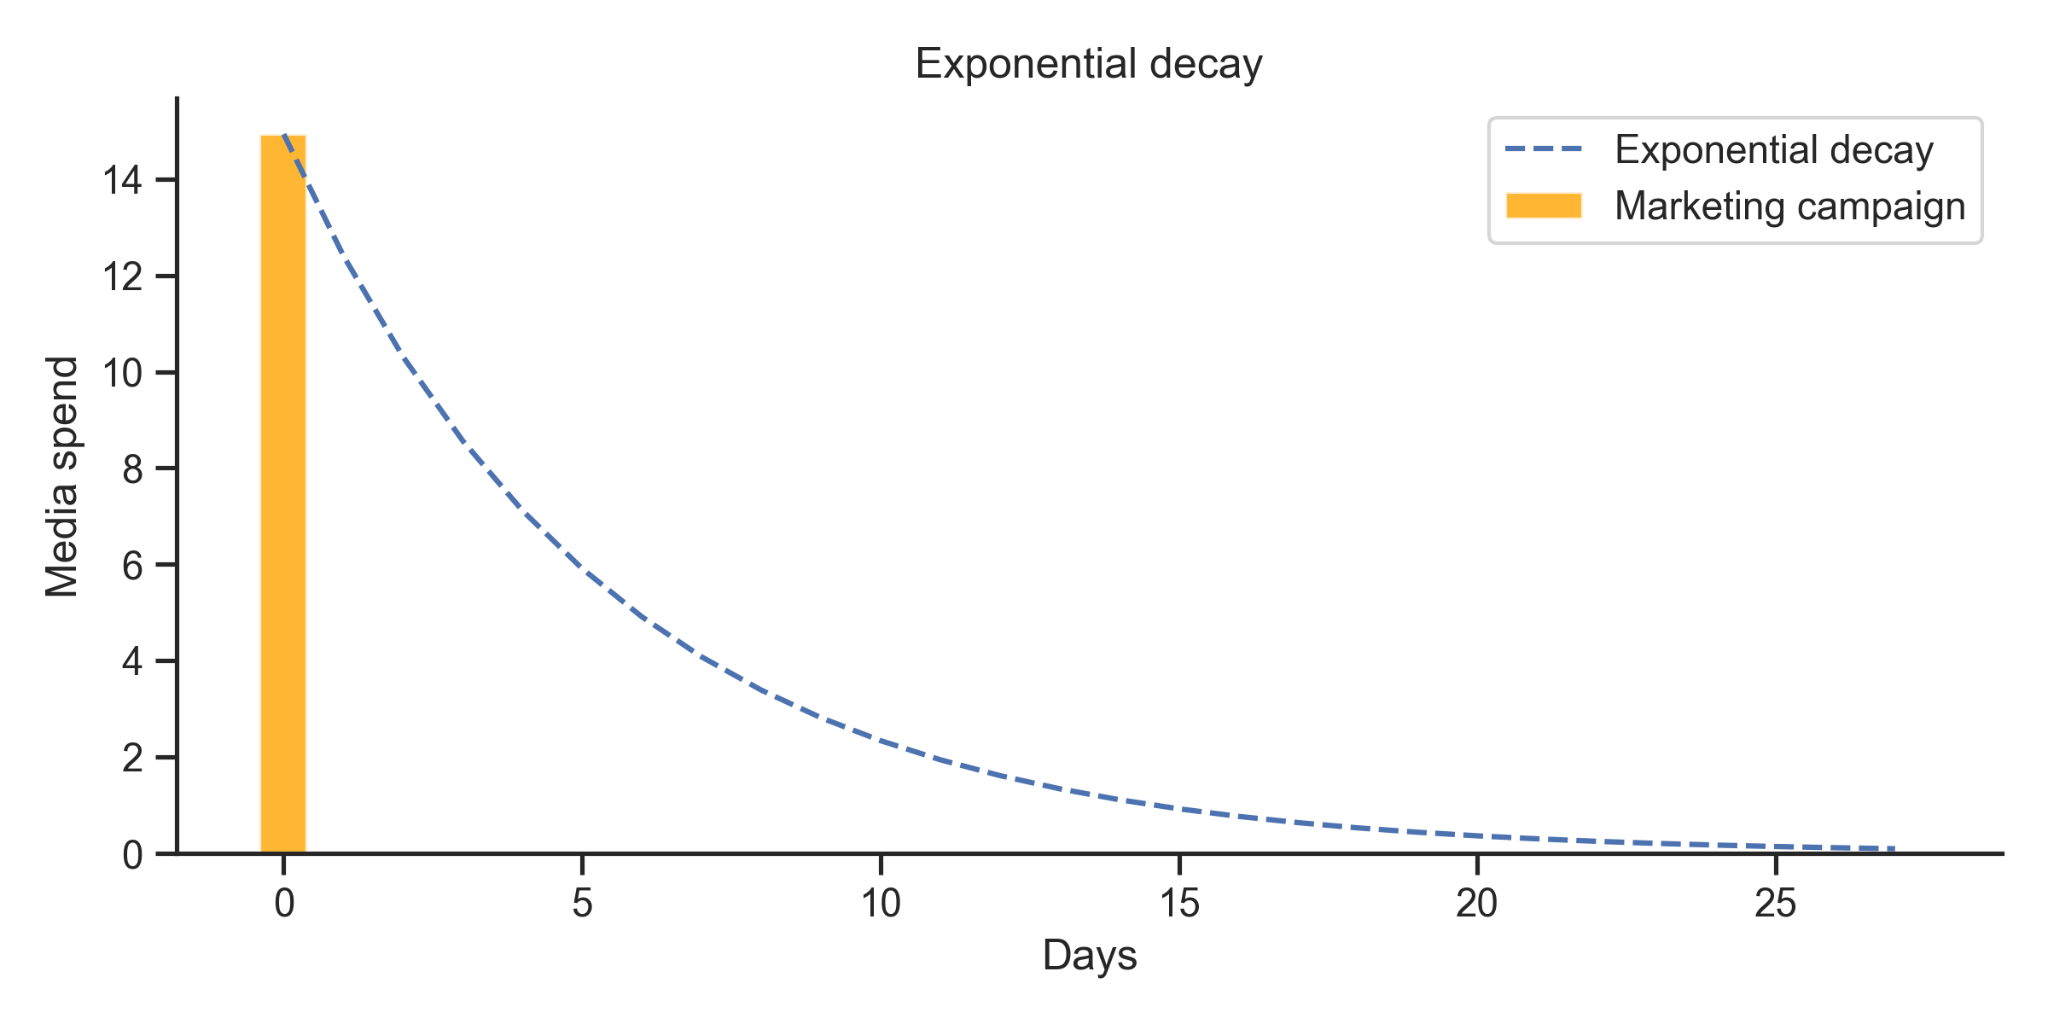 Exponential decay
Exponential decay
Marketing campaign
14
12
10
8
6
4
2
0
Media spend
0 5 10 15 20 25
Days